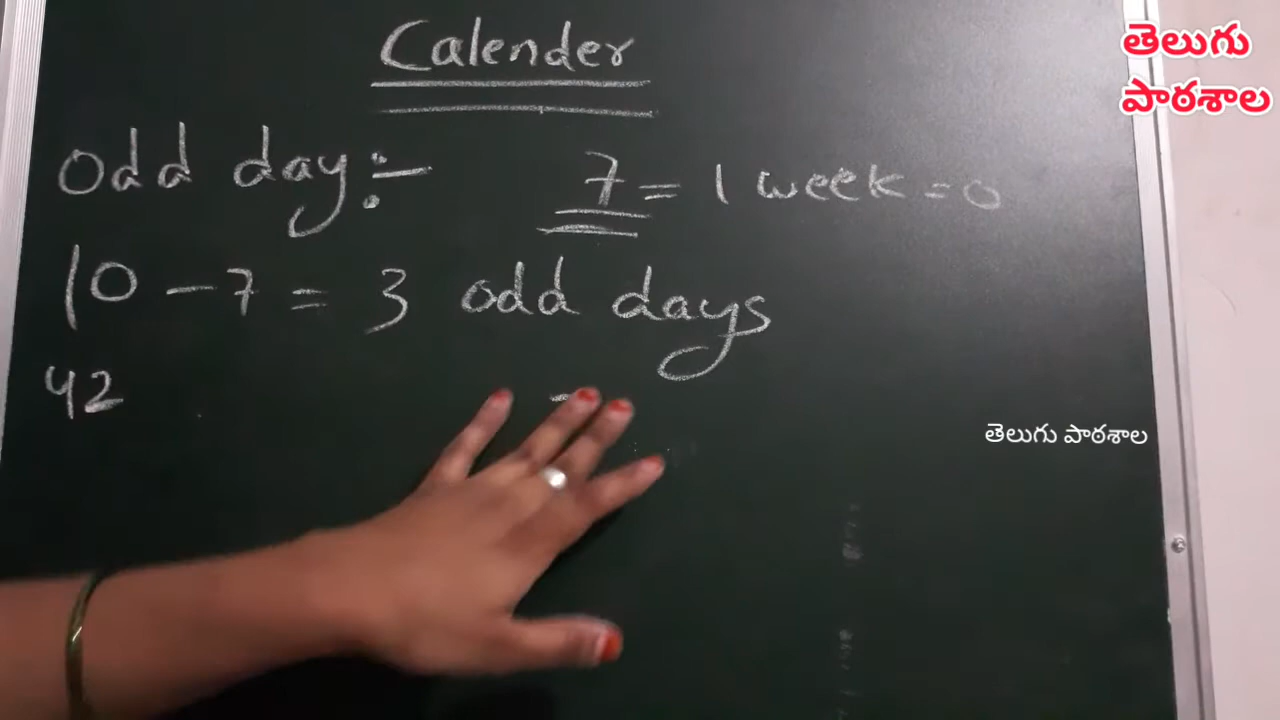 Calender
తెలుగు
పాఠశాల
odd day:-
7 = 1 week = 0
10 - 7 = 3 odd days
42
తెలుగు పాఠశాల